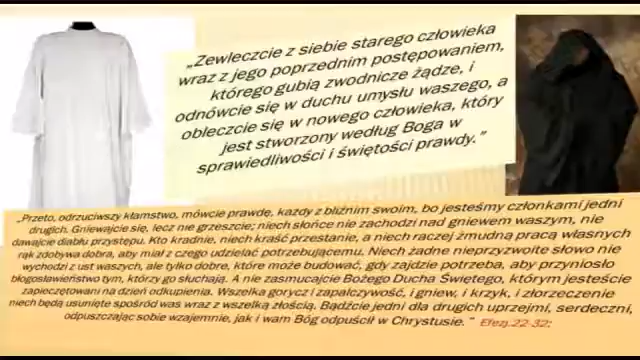 „Zewleczcie z siebie starego człowieka
wraz z jego poprzednim postępowaniem,
którego gubią zwodnicze żądze, i
odnówcie się w duchu umysłu waszego, a
obleczcie się w nowego człowieka, który
jest stworzony według Boga w
sprawiedliwości i świętości prawdy.”
„Przeto, odrzuciwszy kłamstwo, mówcie prawdę, każdy z bliźnim swoim, bo jesteśmy członkami jedni
drugich. Gniewajcie się, lecz nie grzeszcie; niech słońce nie zachodzi nad gniewem waszym, nie
dawajcie diabłu przystępu. Kto kradnie, niech kraść przestanie, a niech raczej żmudną pracą własnych
rąk zdobywa dobra, aby miał z czego udzielać potrzebującemu. Niech żadne nieprzyzwoite słowo nie
wychodzi z ust waszych, ale tylko dobre, które może budować, gdy zajdzie potrzeba, aby przyniosło
błogosławieństwo tym, którzy go słuchają. A nie zasmucajcie Bożego Ducha Świętego, którym jesteście
zapieczętowani na dzień odkupienia. Wszelka gorycz i zapalczywość, i gniew, i krzyk, i złorzeczenie
niech będą usunięte spośród was wraz z wszelką złością. Bądźcie jedni dla drugich uprzejmi, serdeczni,
odpuszczając sobie wzajemnie, jak i wam Bóg odpuścił w Chrystusie.” Efezj.22-32;